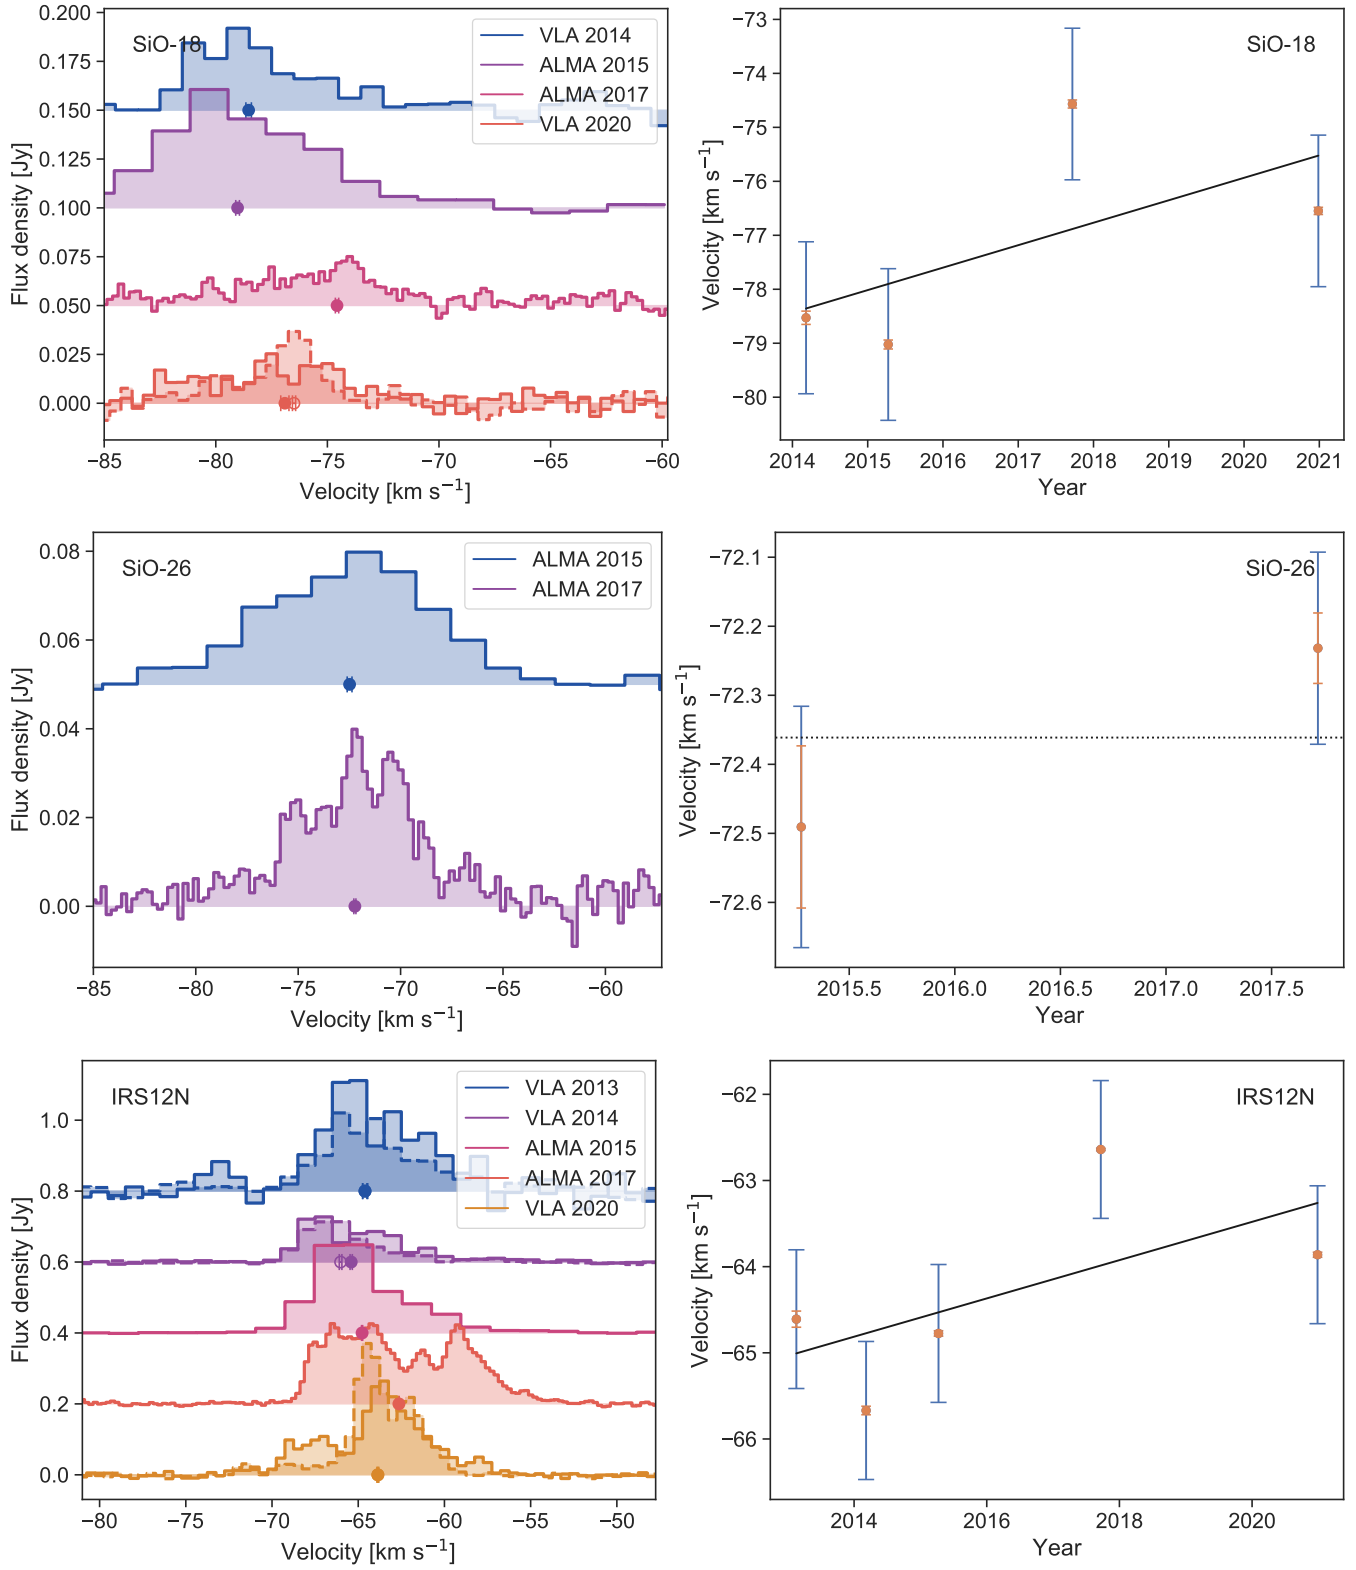 SiO-18
VLA 2014
ALMA 2015
ALMA 2017
VLA 2020
0.200
0.175
0.150
0.125
0.100
0.075
0.050
0.025
0.000
Flux density [Jy]
−85
−80
−75
−70
−65
−60
Velocity [km s⁻¹]
SiO-18
−73
−74
−75
−76
−77
−78
−79
−80
Velocity [km s⁻¹]
2014 2015 2016 2017 2018 2019 2020 2021
Year
SiO-26
ALMA 2015
ALMA 2017
0.08
0.06
0.04
0.02
0.00
Flux density [Jy]
−85
−80
−75
−70
−65
−60
Velocity [km s⁻¹]
SiO-26
−72.1
−72.2
−72.3
−72.4
−72.5
−72.6
Velocity [km s⁻¹]
2015.5 2016.0 2016.5 2017.0 2017.5
Year
IRS12N
VLA 2013
VLA 2014
ALMA 2015
ALMA 2017
VLA 2020
1.0
0.8
0.6
0.4
0.2
0.0
Flux density [Jy]
−80
−75
−70
−65
−60
−55
−50
Velocity [km s⁻¹]
IRS12N
−62
−63
−64
−65
−66
Velocity [km s⁻¹]
2014 2016 2018 2020
Year